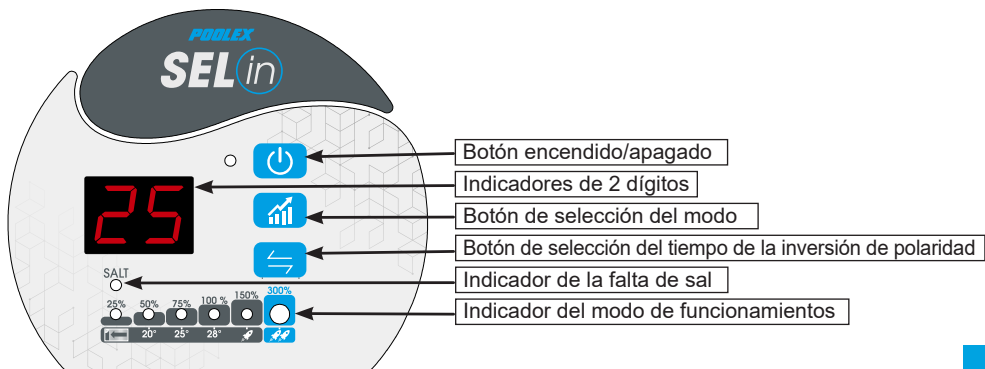 POOLEX
SEL in
Botón encendido/apagado
25
Indicadores de 2 dígitos
Botón de selección del modo
Botón de selección del tiempo de la inversión de polaridad
SALT
Indicador de la falta de sal
25% 50% 75% 100 % 150% 300%
Indicador del modo de funcionamientos
20° 25° 28°